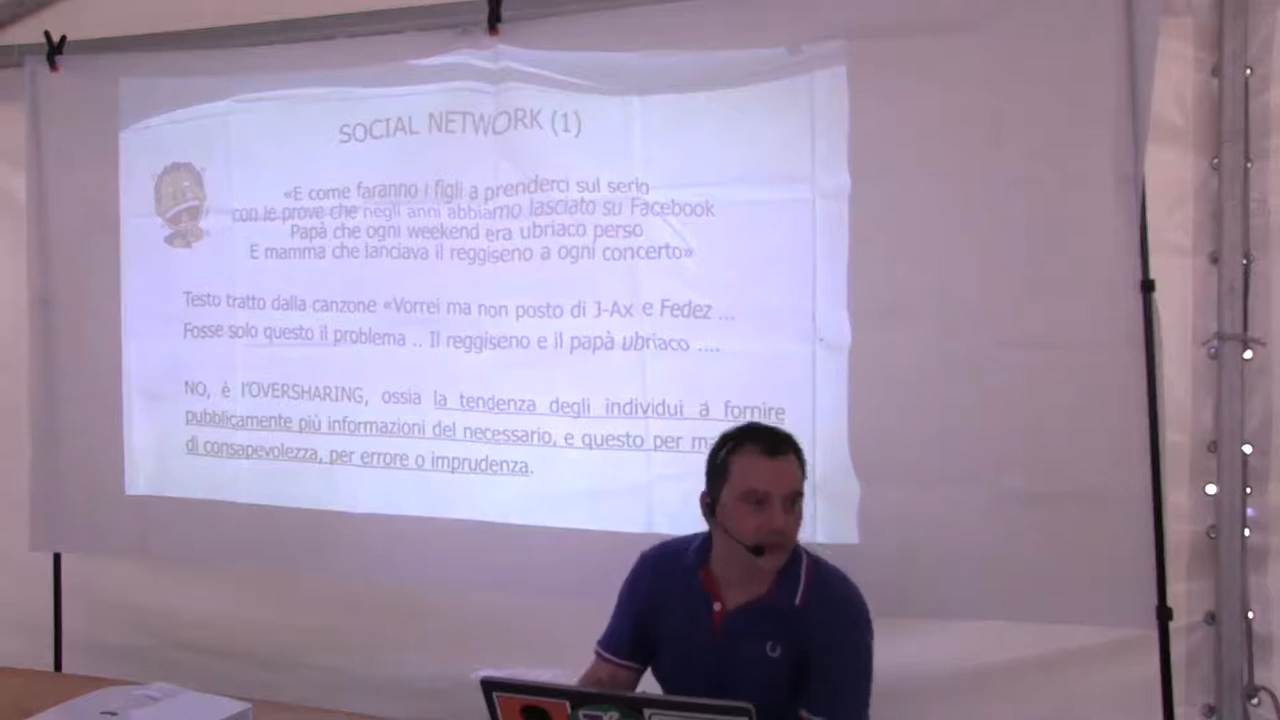 SOCIAL NETWORK (1)
«E come faranno i figli a prenderci sul serio
con le prove che negli anni abbiamo lasciato su Facebook
Papà che ogni weekend era ubriaco perso
E mamma che lanciava il reggiseno a ogni concerto»
Testo tratto dalla canzone «Vorrei ma non posto di J-Ax e Fedez ...
Fosse solo questo il problema .. Il reggiseno e il papà ubriaco ....
NO, è l'OVERSHARING, ossia la tendenza degli individui a fornire
pubblicamente più informazioni del necessario, e questo per
di consapevolezza, per errore o imprudenza.